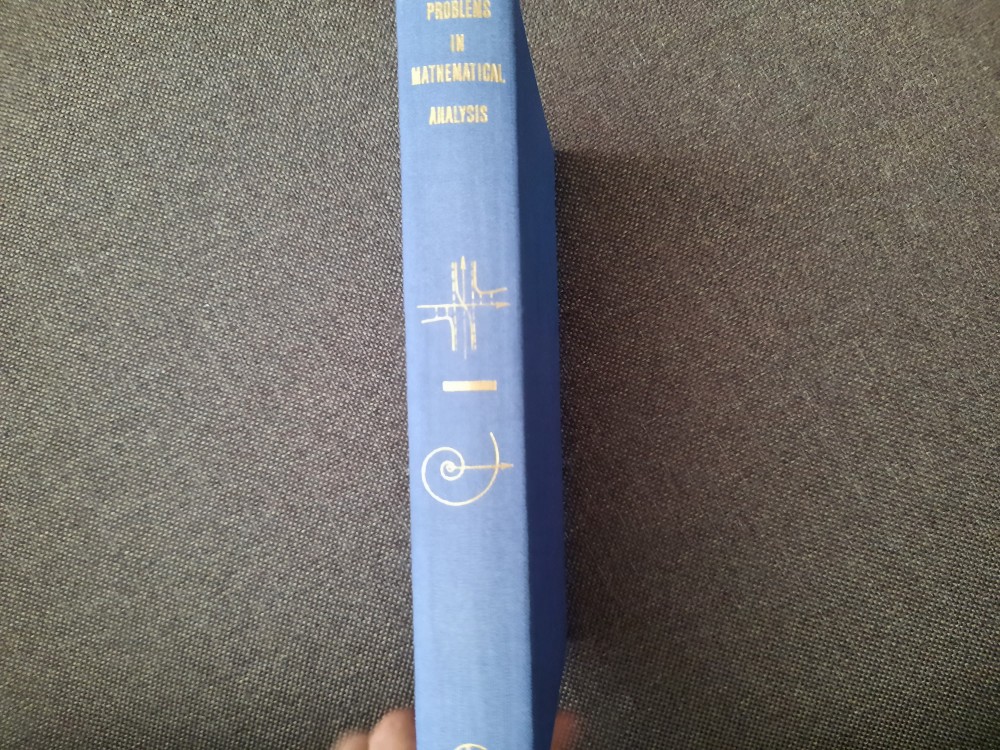 PROBLEMS
IN
MATHEMATICAL
ANALYSIS